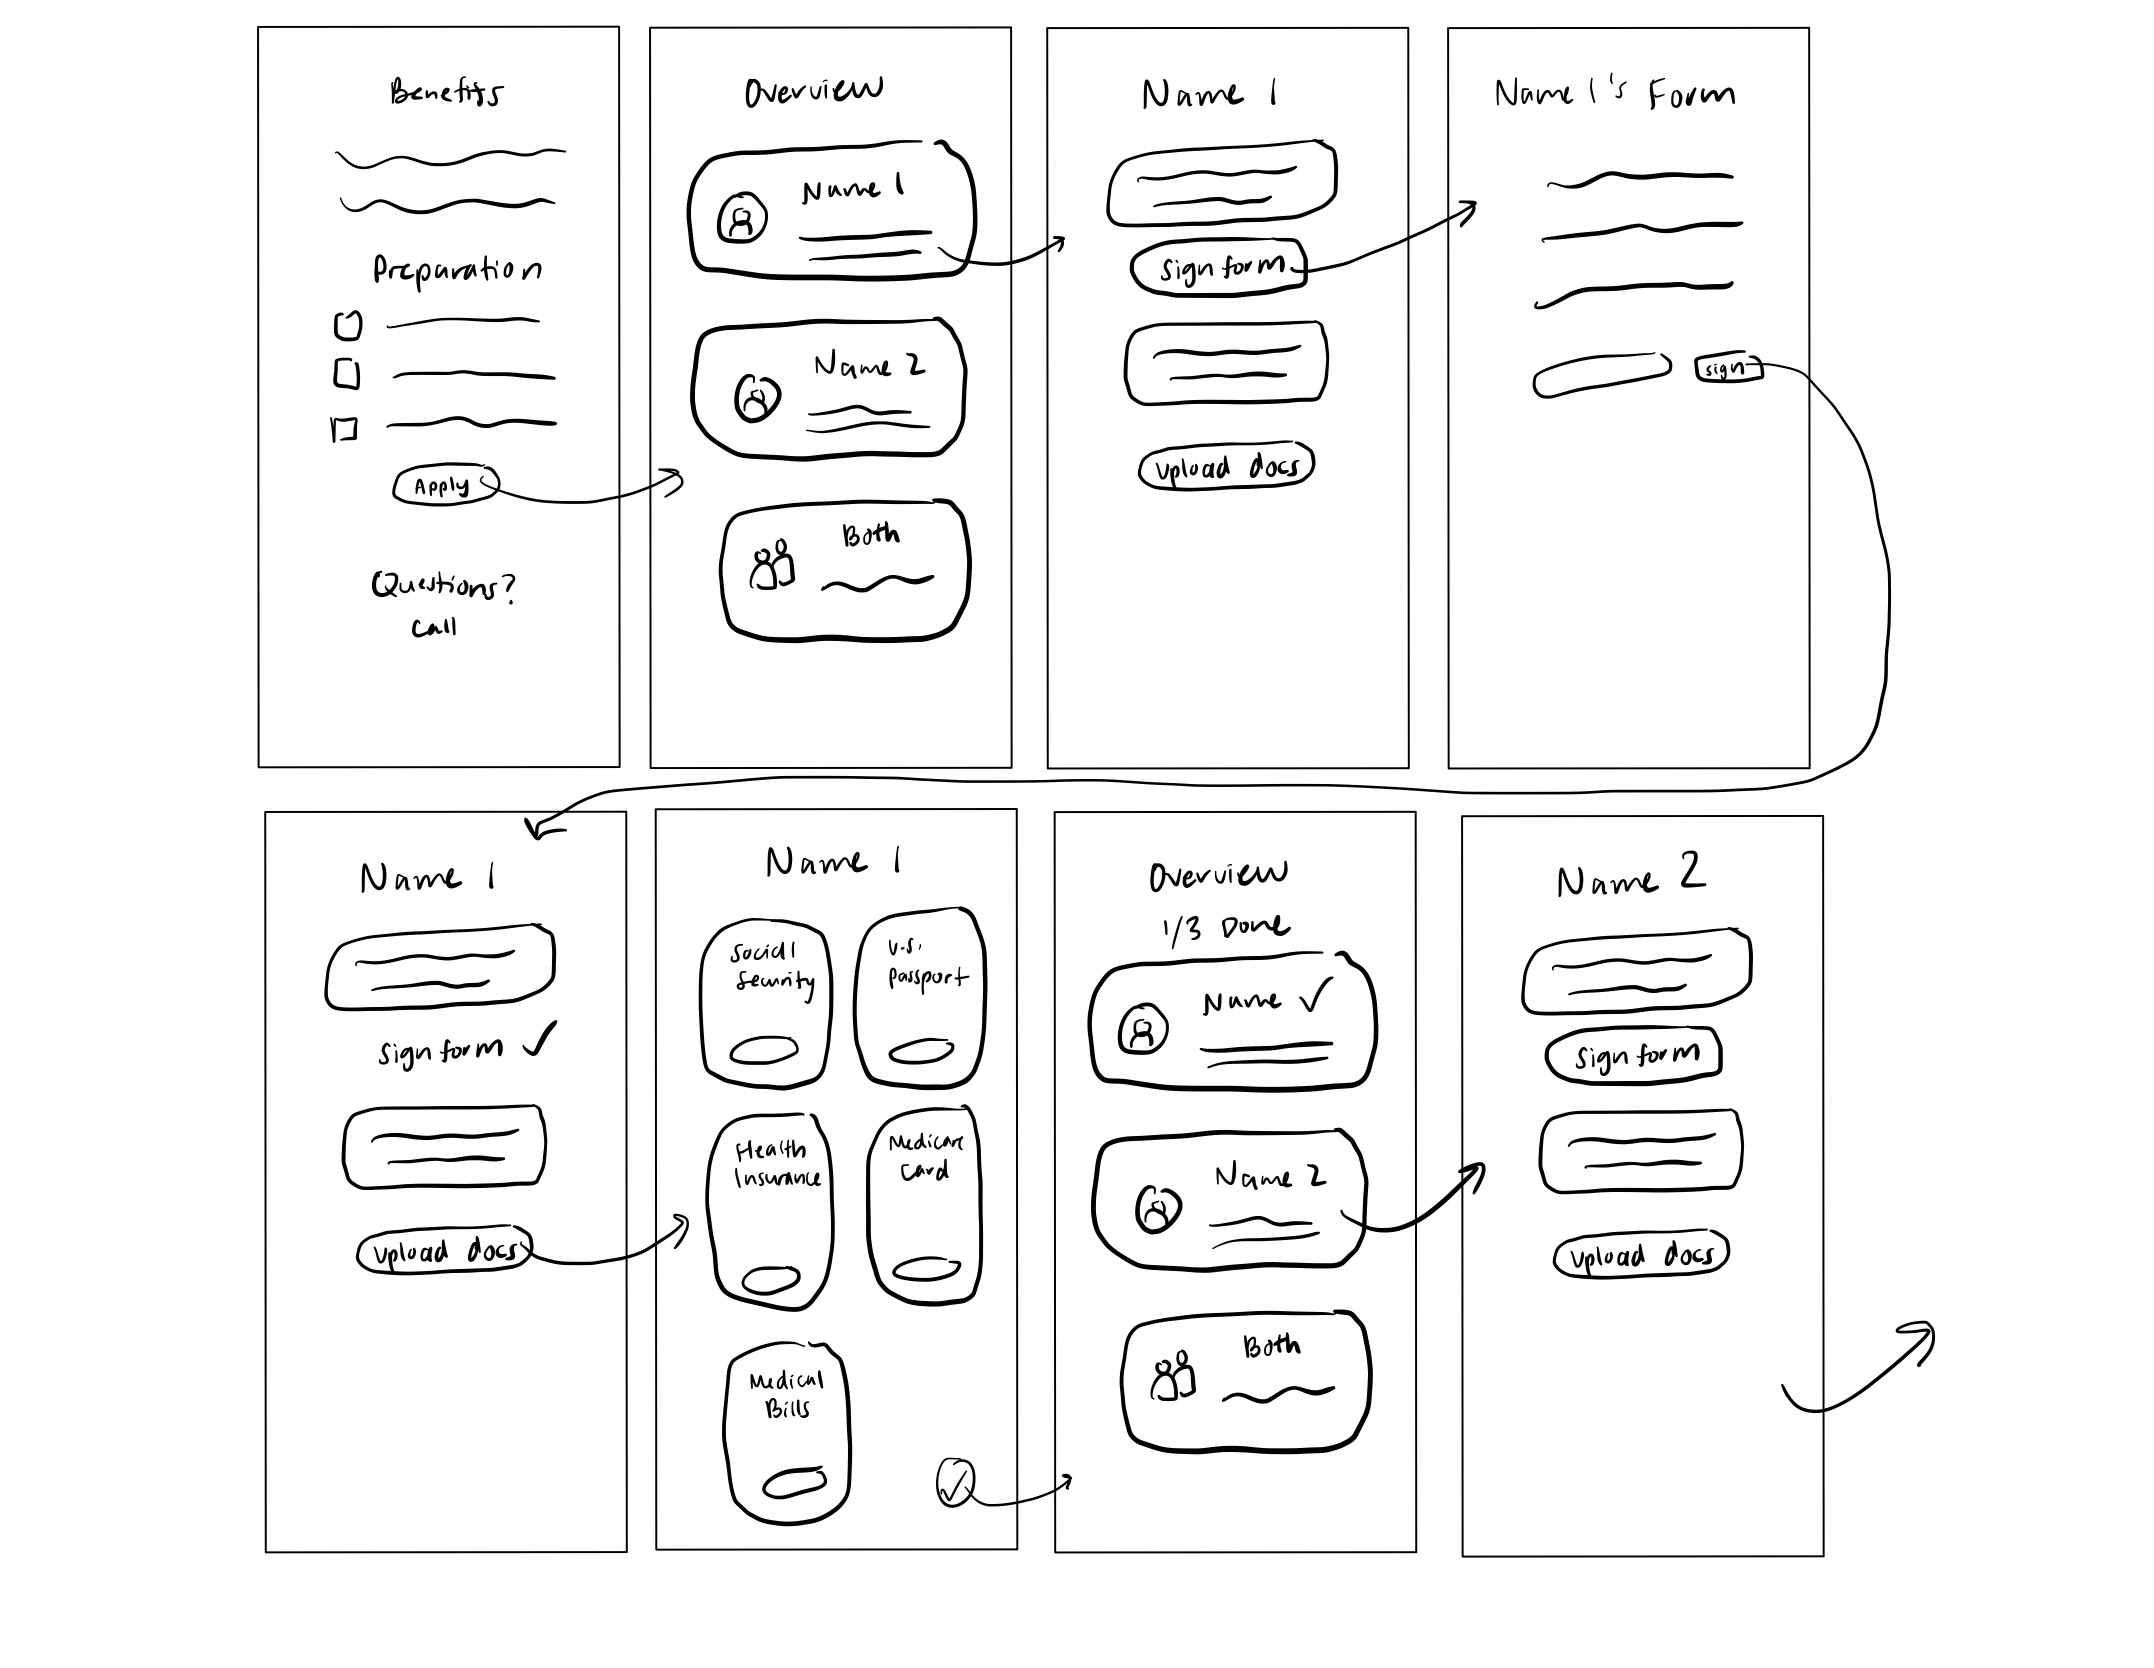 Benefits
Preparation
Apply
Questions?
Call
Overview
Name 1
Name 2
Both
Name 1
sign form
upload docs
Name 1's Form
sign
Name 1
sign form ✓
upload docs
Name 1
Social
Security
U.S.
Passport
Health
Insurance
Medicare
Card
Medical
Bills
✓
Overview
1/3 Done
Name ✓
Name 2
Both
Name 2
sign form
upload docs